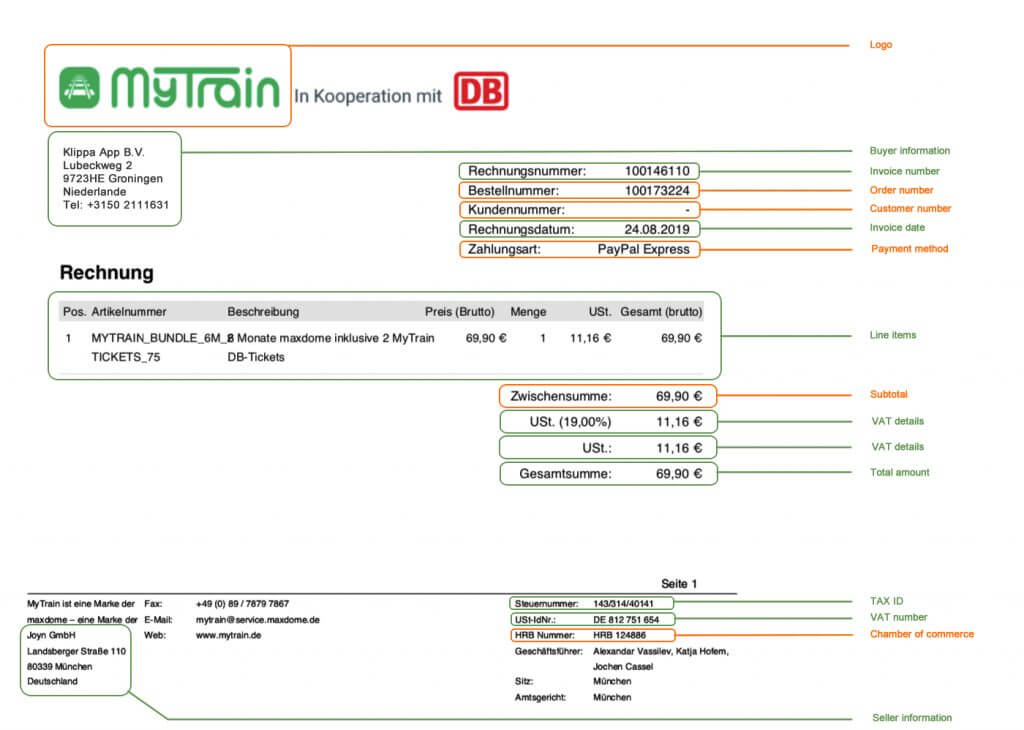 Logo
MyTrain In Kooperation mit DB
Klippa App B.V.
Lubeckweg 2
9723HE Groningen
Niederlande
Tel: +3150 2111631
Buyer information
Rechnungsnummer: 100146110 Invoice number
Bestellnummer: 100173224 Order number
Kundennummer: - Customer number
Rechnungsdatum: 24.08.2019 Invoice date
Zahlungsart: PayPal Express Payment method
Rechnung
Pos. Artikelnummer Beschreibung Preis (Brutto) Menge USt. Gesamt (brutto)
1 MYTRAIN_BUNDLE_6M_ Monate maxdome inklusive 2 MyTrain 69,90 € 1 11,16 € 69,90 €
TICKETS_75 DB-Tickets
Line items
Zwischensumme: 69,90 € Subtotal
USt. (19,00%) 11,16 € VAT details
USt.: 11,16 € VAT details
Gesamtsumme: 69,90 € Total amount
Seite 1
MyTrain ist eine Marke der Fax: +49 (0) 89 / 7879 7867 Steuernummer: 143/314/40141 TAX ID
maxdome – eine Marke der E-Mail: mytrain@service.maxdome.de USt-IdNr.: DE 812 751 654 VAT number
Joyn GmbH Web: www.mytrain.de HRB Nummer: HRB 124886 Chamber of commerce
Landsberger Straße 110 Geschäftsführer: Alexandar Vassilev, Katja Hofem,
80339 München Jochen Cassel
Deutschland Sitz: München
Amtsgericht: München
Seller information